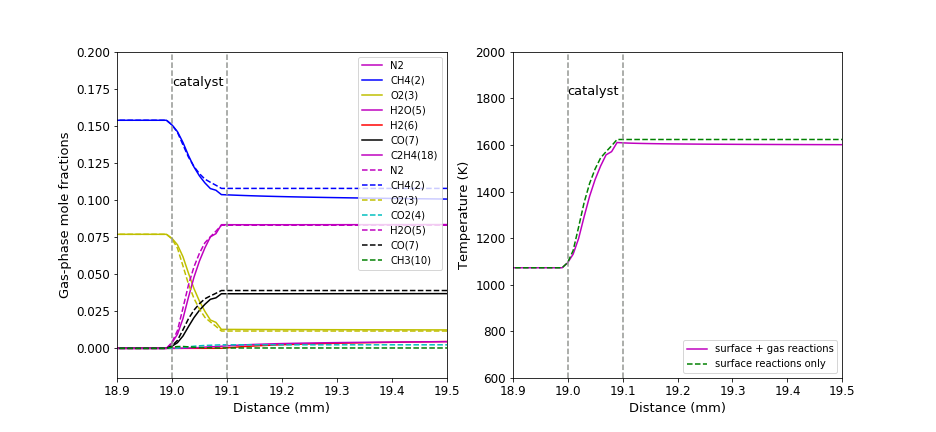 0.200
0.175
0.150
0.125
0.100
0.075
0.050
0.025
0.000
Gas-phase mole fractions
catalyst
N2
CH4(2)
O2(3)
H2O(5)
H2(6)
CO(7)
C2H4(18)
N2
CH4(2)
O2(3)
CO2(4)
H2O(5)
CO(7)
CH3(10)
18.9 19.0 19.1 19.2 19.3 19.4 19.5
Distance (mm)
2000
1800
1600
1400
1200
1000
800
600
Temperature (K)
catalyst
surface + gas reactions
surface reactions only
18.9 19.0 19.1 19.2 19.3 19.4 19.5
Distance (mm)